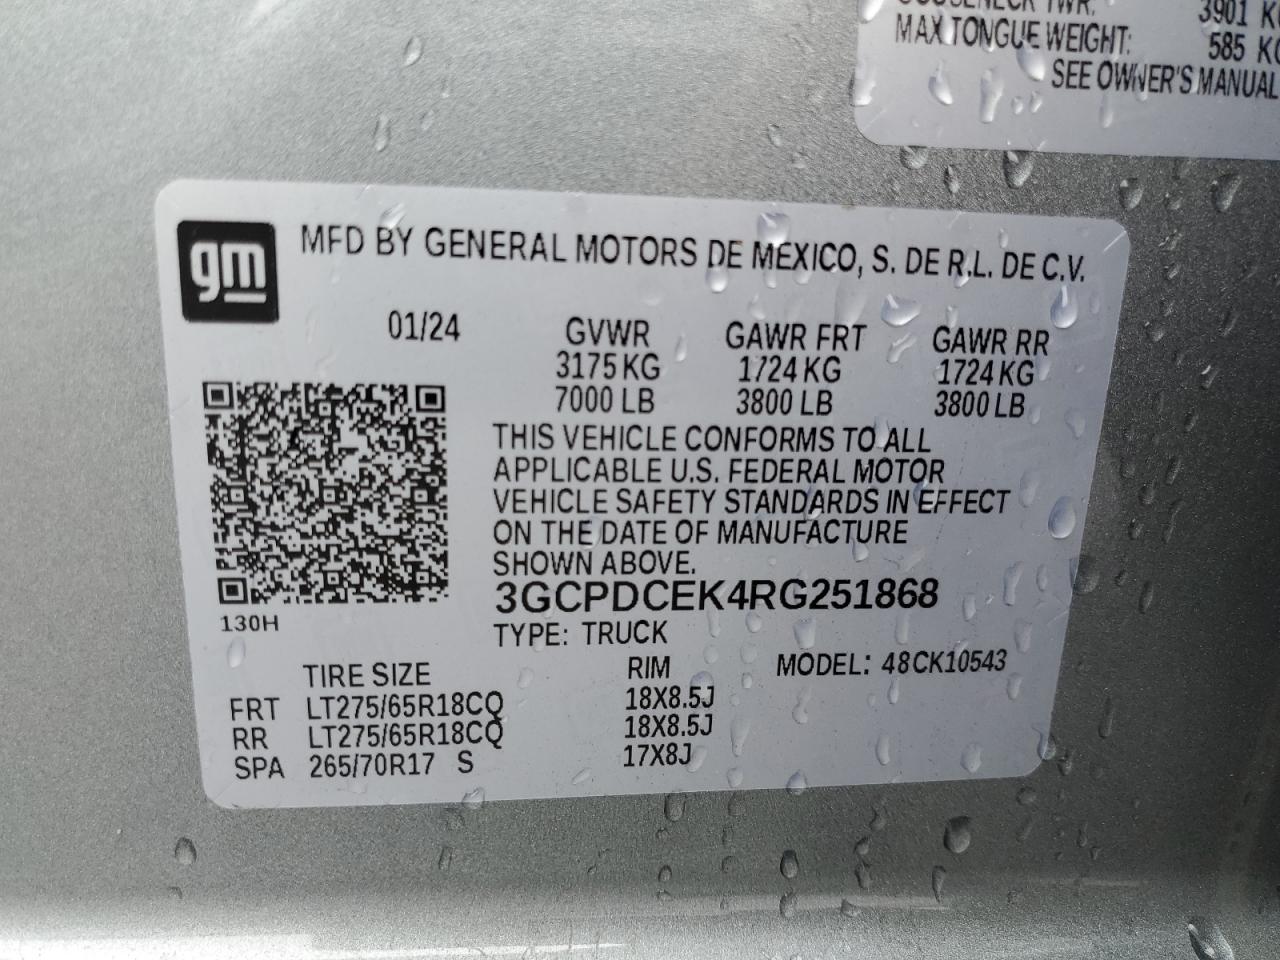 3901
MAX TONGUE WEIGHT: 585
SEE OWNER'S MANUAL
gm
MFD BY GENERAL MOTORS DE MEXICO, S. DE R.L. DE C.V.
01/24 GVWR GAWR FRT GAWR RR
3175 KG 1724 KG 1724 KG
7000 LB 3800 LB 3800 LB
THIS VEHICLE CONFORMS TO ALL
APPLICABLE U.S. FEDERAL MOTOR
VEHICLE SAFETY STANDARDS IN EFFECT
ON THE DATE OF MANUFACTURE
SHOWN ABOVE.
3GCPDCEK4RG251868
130H
TYPE: TRUCK
TIRE SIZE RIM MODEL: 48CK10543
FRT LT275/65R18CQ 18X8.5J
RR LT275/65R18CQ 18X8.5J
SPA 265/70R17 S 17X8J